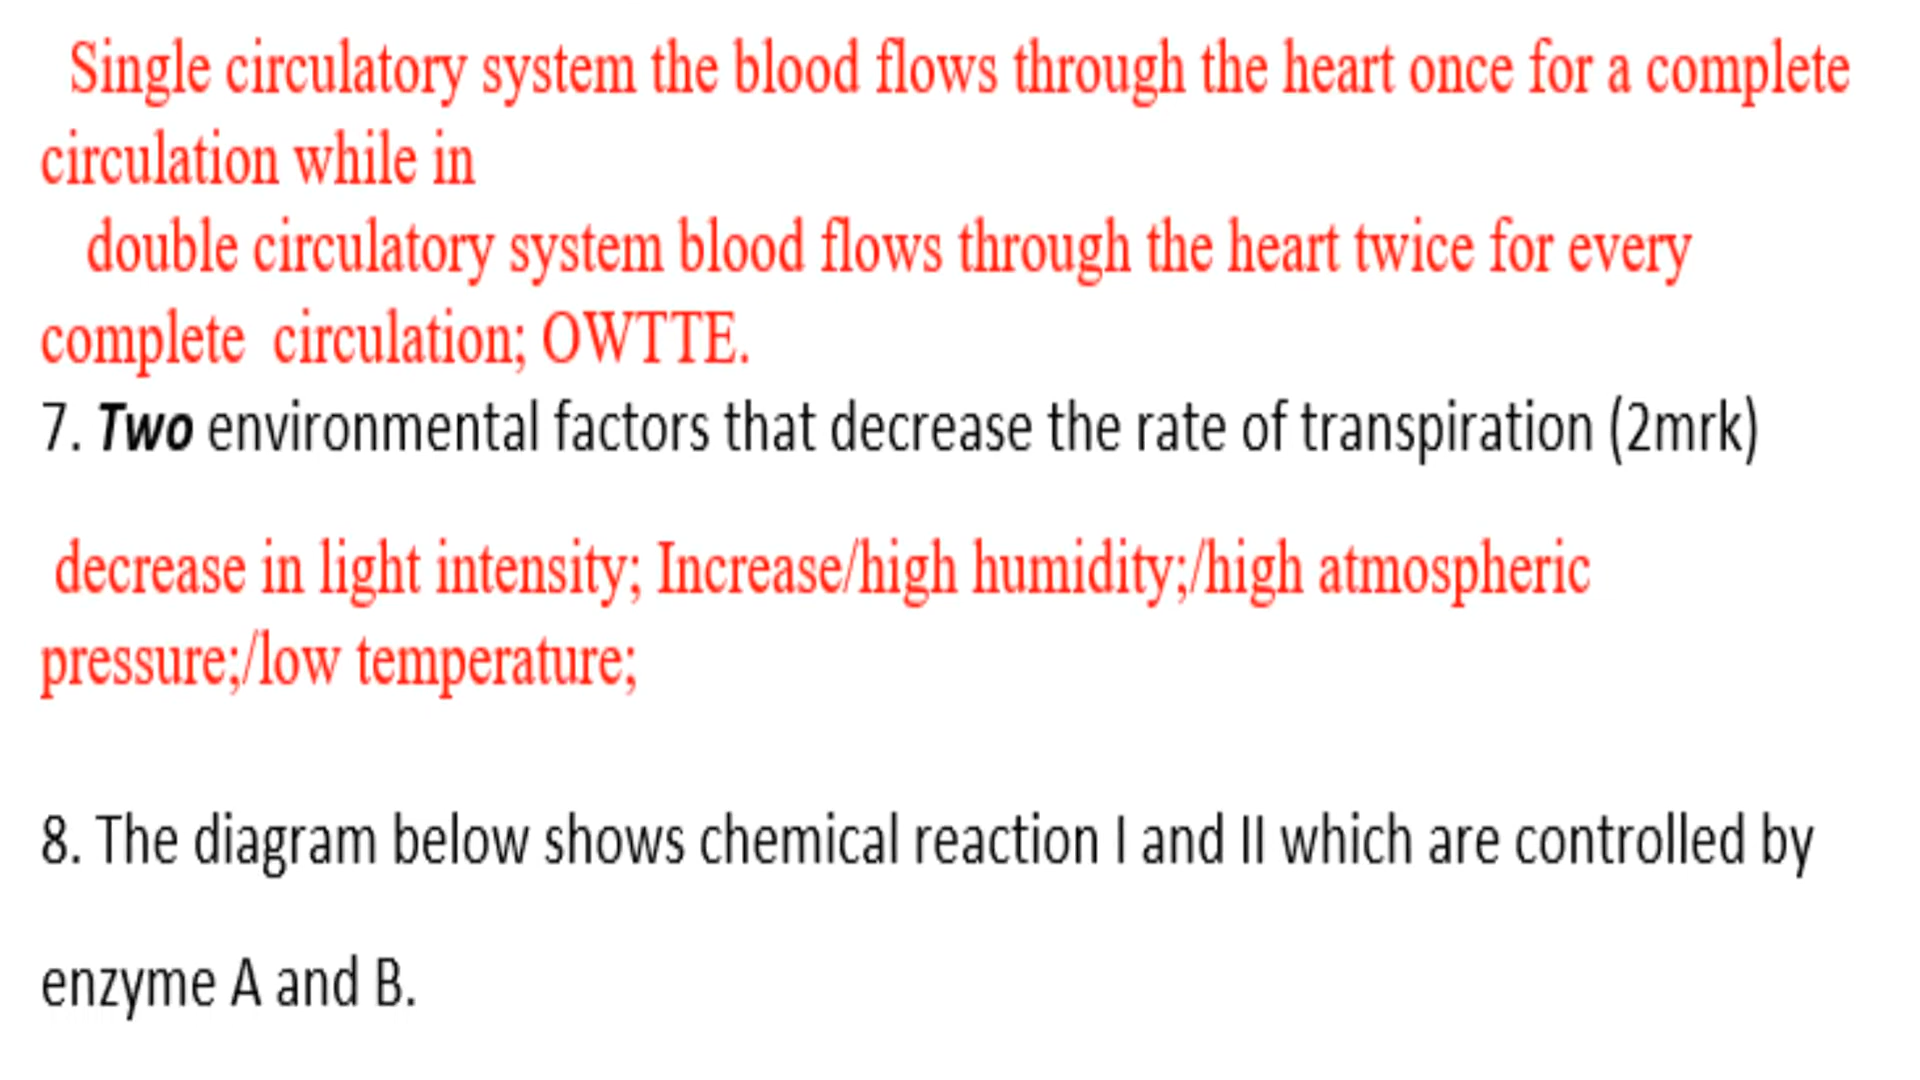 Single circulatory system the blood flows through the heart once for a complete
circulation while in
double circulatory system blood flows through the heart twice for every
complete circulation; OWTTE.
7. Two environmental factors that decrease the rate of transpiration (2mrk)
decrease in light intensity; Increase/high humidity;/high atmospheric
pressure;/low temperature;
8. The diagram below shows chemical reaction I and II which are controlled by
enzyme A and B.